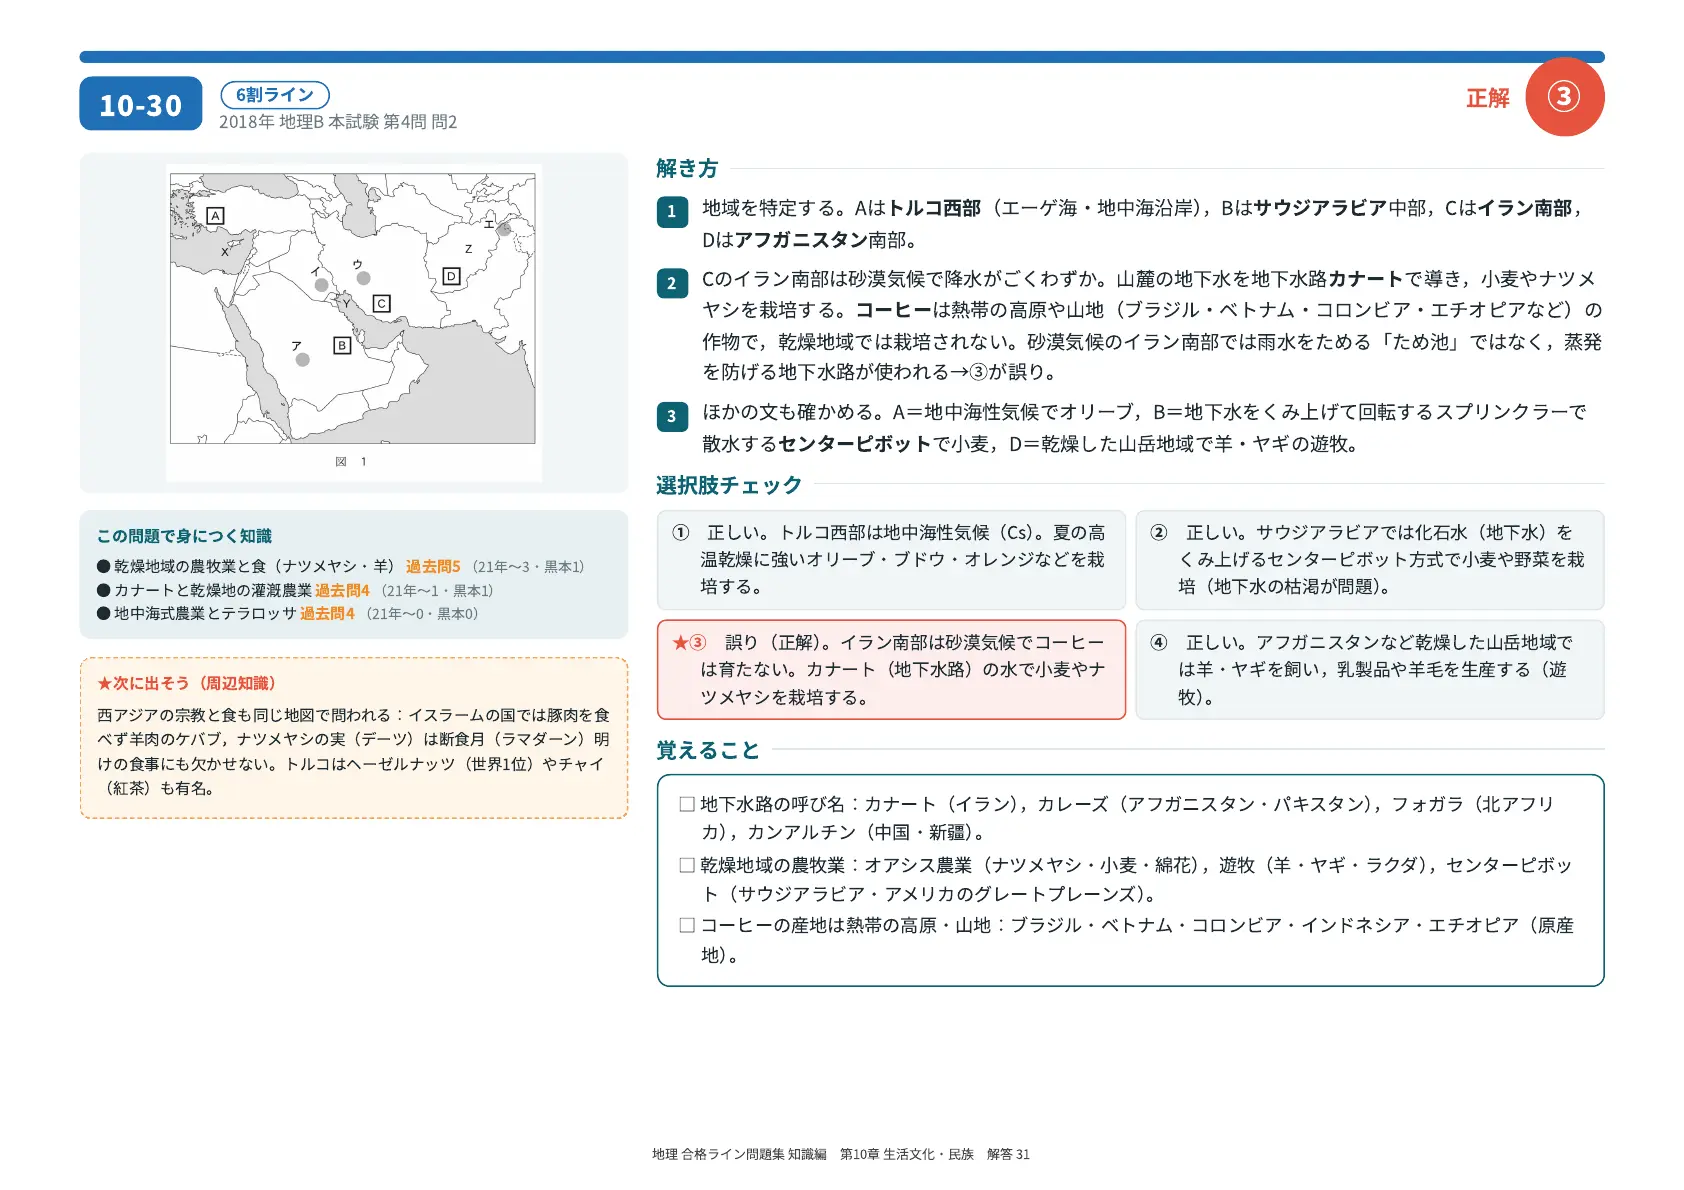 10-30
6割ライン
2018年 地理B 本試験 第4問 問2
正解 ③
A
X
イ
ウ
Y
C
ア
B
エ
Z
D
図 1
この問題で身につく知識
●乾燥地域の農牧業と食（ナツメヤシ・羊） 過去問5 （21年〜3・黒本1）
●カナートと乾燥地の灌漑農業 過去問4 （21年〜1・黒本1）
●地中海式農業とテラロッサ 過去問4 （21年〜0・黒本0）
★次に出そう（周辺知識）
西アジアの宗教と食も同じ地図で問われる：イスラームの国では豚肉を食
べず羊肉のケバブ，ナツメヤシの実（デーツ）は断食月（ラマダーン）明
けの食事にも欠かせない。トルコはヘーゼルナッツ（世界1位）やチャイ
（紅茶）も有名。
解き方
1 地域を特定する。Aはトルコ西部（エーゲ海・地中海沿岸），Bはサウジアラビア中部，Cはイラン南部，
Dはアフガニスタン南部。
2 Cのイラン南部は砂漠気候で降水がごくわずか。山麓の地下水を地下水路カナートで導き，小麦やナツメ
ヤシを栽培する。コーヒーは熱帯の高原や山地（ブラジル・ベトナム・コロンビア・エチオピアなど）の
作物で，乾燥地域では栽培されない。砂漠気候のイラン南部では雨水をためる「ため池」ではなく，蒸発
を防げる地下水路が使われる→③が誤り。
3 ほかの文も確かめる。A＝地中海性気候でオリーブ，B＝地下水をくみ上げて回転するスプリンクラーで
散水するセンターピボットで小麦，D＝乾燥した山岳地域で羊・ヤギの遊牧。
選択肢チェック
① 正しい。トルコ西部は地中海性気候（Cs）。夏の高
温乾燥に強いオリーブ・ブドウ・オレンジなどを栽
培する。
② 正しい。サウジアラビアでは化石水（地下水）を
くみ上げるセンターピボット方式で小麦や野菜を栽
培（地下水の枯渇が問題）。
★③ 誤り（正解）。イラン南部は砂漠気候でコーヒー
は育たない。カナート（地下水路）の水で小麦やナ
ツメヤシを栽培する。
④ 正しい。アフガニスタンなど乾燥した山岳地域で
は羊・ヤギを飼い，乳製品や羊毛を生産する（遊
牧）。
覚えること
□ 地下水路の呼び名：カナート（イラン），カレーズ（アフガニスタン・パキスタン），フォガラ（北アフリ
カ），カンアルチン（中国・新疆）。
□ 乾燥地域の農牧業：オアシス農業（ナツメヤシ・小麦・綿花），遊牧（羊・ヤギ・ラクダ），センターピボッ
ト（サウジアラビア・アメリカのグレートプレーンズ）。
□ コーヒーの産地は熱帯の高原・山地：ブラジル・ベトナム・コロンビア・インドネシア・エチオピア（原産
地）。
地理 合格ライン問題集 知識編 第10章 生活文化・民族 解答 31